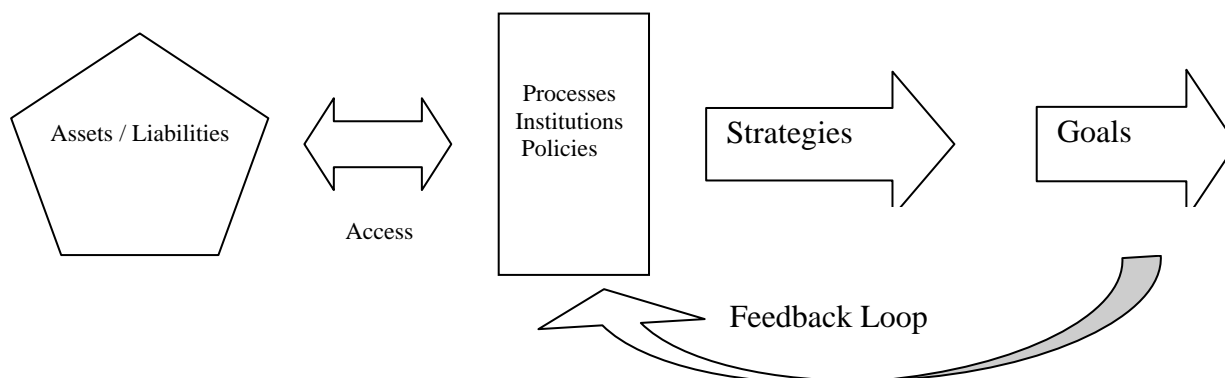 Assets / Liabilities
Access
Processes
Institutions
Policies
Strategies
Goals
Feedback Loop